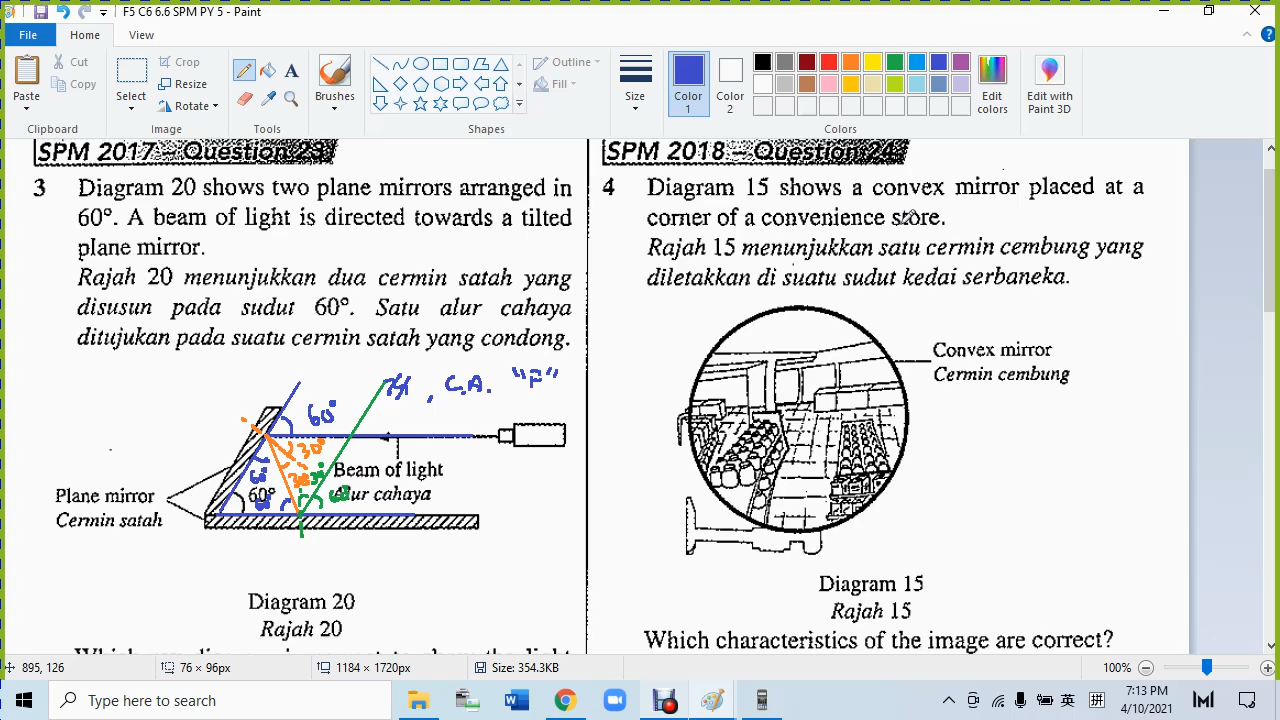 F5 C6 6.6 SPM PY 5 - Paint
File
Home
View
Paste
Cut
Copy
Clipboard
Select
Crop
Resize
Rotate
Image
A
Tools
Brushes
Shapes
Outline
Fill
Size
Color 1
Color 2
Colors
Edit colors
Edit with Paint 3D
SPM 2017 – Question 23
3 Diagram 20 shows two plane mirrors arranged in
60°. A beam of light is directed towards a tilted
plane mirror.
Rajah 20 menunjukkan dua cermin satah yang
disusun pada sudut 60°. Satu alur cahaya
ditujukan pada suatu cermin satah yang condong.
, C.A. "F"
60°
30°
Beam of light
Alur cahaya
60°
60°
60°
Plane mirror
Cermin satah
Diagram 20
Rajah 20
SPM 2018 – Question 24
4 Diagram 15 shows a convex mirror placed at a
corner of a convenience store.
Rajah 15 menunjukkan satu cermin cembung yang
diletakkan di suatu sudut kedai serbaneka.
Convex mirror
Cermin cembung
Diagram 15
Rajah 15
Which characteristics of the image are correct?
895, 126
76 × 96px
1184 × 1720px
Size: 354.3KB
100%
Type here to search
英
拼
7:13 PM
4/10/2021